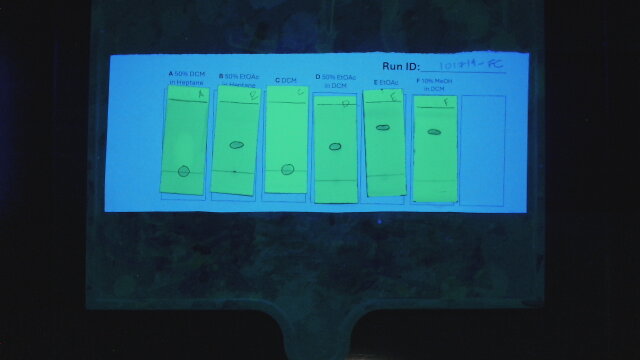 Run ID: 101714-FC
A 50% DCM
in Heptane
B 50% EtOAc
in Heptane
C DCM
D 50% EtOAc
in DCM
E EtOAc
F 10% MeOH
in DCM
A
B
C
D
E
F